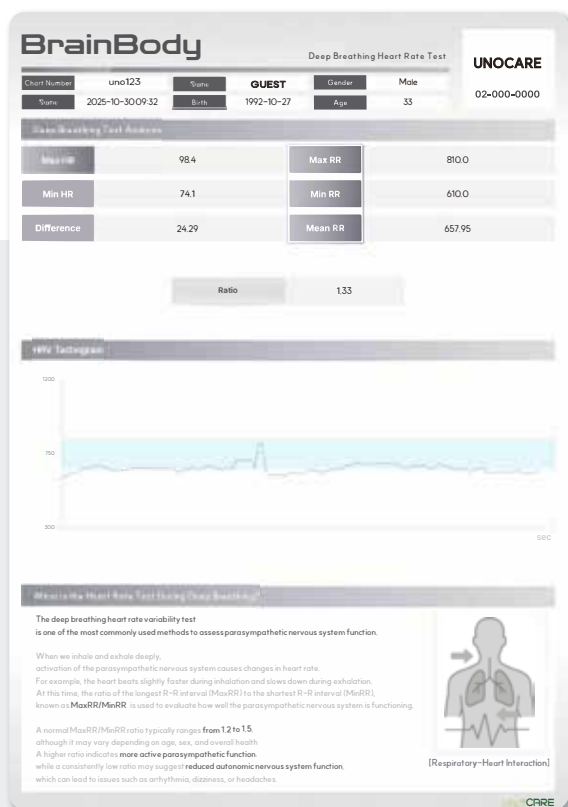 BrainBody
Deep Breathing Heart Rate Test
UNOCARE
02-000-0000
Chart Number uno123 Name GUEST Gender Male
Name 2025-10-30 09:32 Birth 1992-10-27 Age 33
Deep Breathing Test Analysis
Max HR 98.4 Max RR 810.0
Min HR 74.1 Min RR 610.0
Difference 24.29 Mean RR 657.95
Ratio 1.33
HRV Tachogram
1200
750
300
sec
What is the Heart Rate Test During Deep Breathing?
The deep breathing heart rate variability test
is one of the most commonly used methods to assess parasympathetic nervous system function.
When we inhale and exhale deeply,
activation of the parasympathetic nervous system causes changes in heart rate.
For example, the heart beats slightly faster during inhalation and slows down during exhalation.
At this time, the ratio of the longest R-R interval (MaxRR) to the shortest R-R interval (MinRR),
known as MaxRR/MinRR is used to evaluate how well the parasympathetic nervous system is functioning.
A normal MaxRR/MinRR ratio typically ranges from 1.2 to 1.5,
although it may vary depending on age, sex, and overall health
A higher ratio indicates more active parasympathetic function.
while a consistently low ratio may suggest reduced autonomic nervous system function,
which can lead to issues such as arrhythmia, dizziness, or headaches.
[Respiratory-Heart Interaction]
CARE